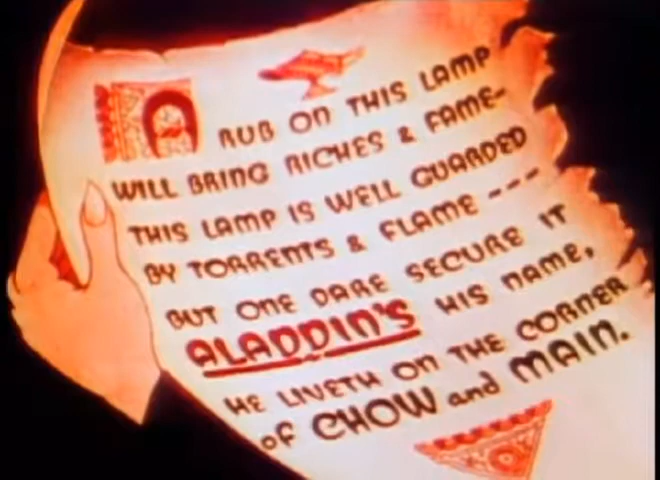 A RUB ON THIS LAMP
WILL BRING RICHES & FAME-
THIS LAMP IS WELL GUARDED
BY TORRENTS & FLAME ---
BUT ONE DARE SECURE IT
ALADDIN'S HIS NAME,
HE LIVETH ON THE CORNER
of CHOW and MAIN.